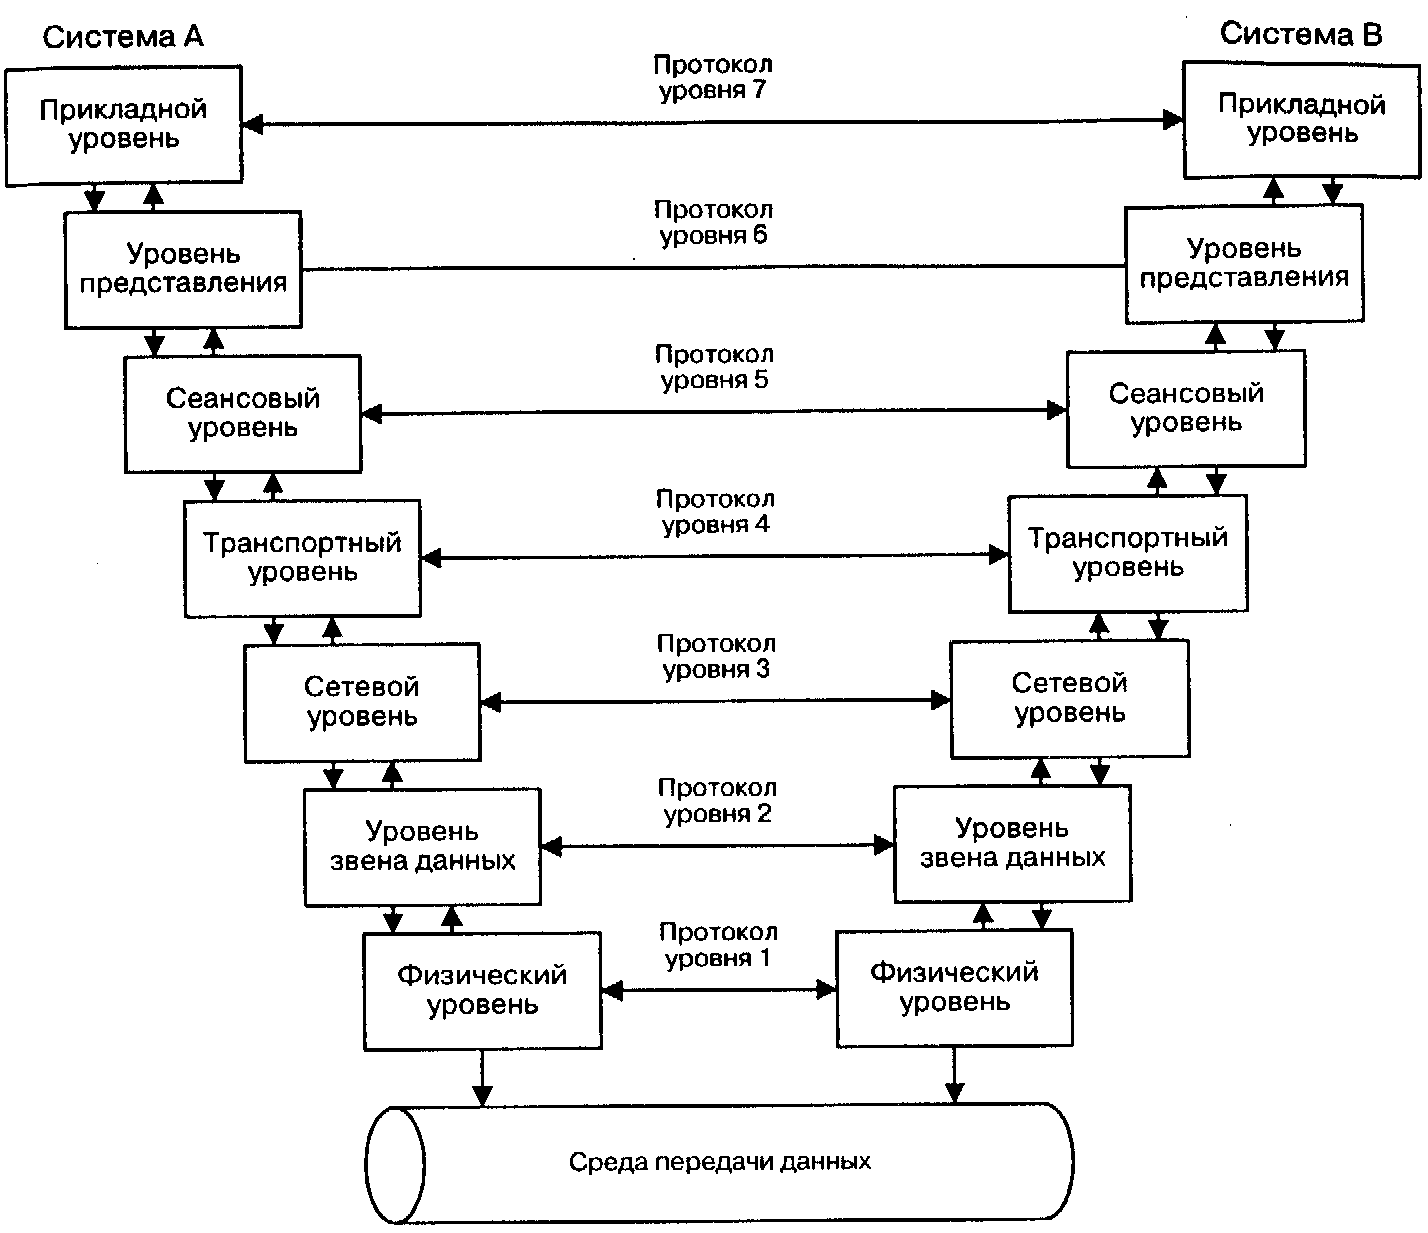 Система А
Система В
Протокол
уровня 7
Прикладной
уровень
Прикладной
уровень
Протокол
уровня 6
Уровень
представления
Уровень
представления
Протокол
уровня 5
Сеансовый
уровень
Сеансовый
уровень
Протокол
уровня 4
Транспортный
уровень
Транспортный
уровень
Протокол
уровня 3
Сетевой
уровень
Сетевой
уровень
Протокол
уровня 2
Уровень
звена данных
Уровень
звена данных
Протокол
уровня 1
Физический
уровень
Физический
уровень
Среда передачи данных